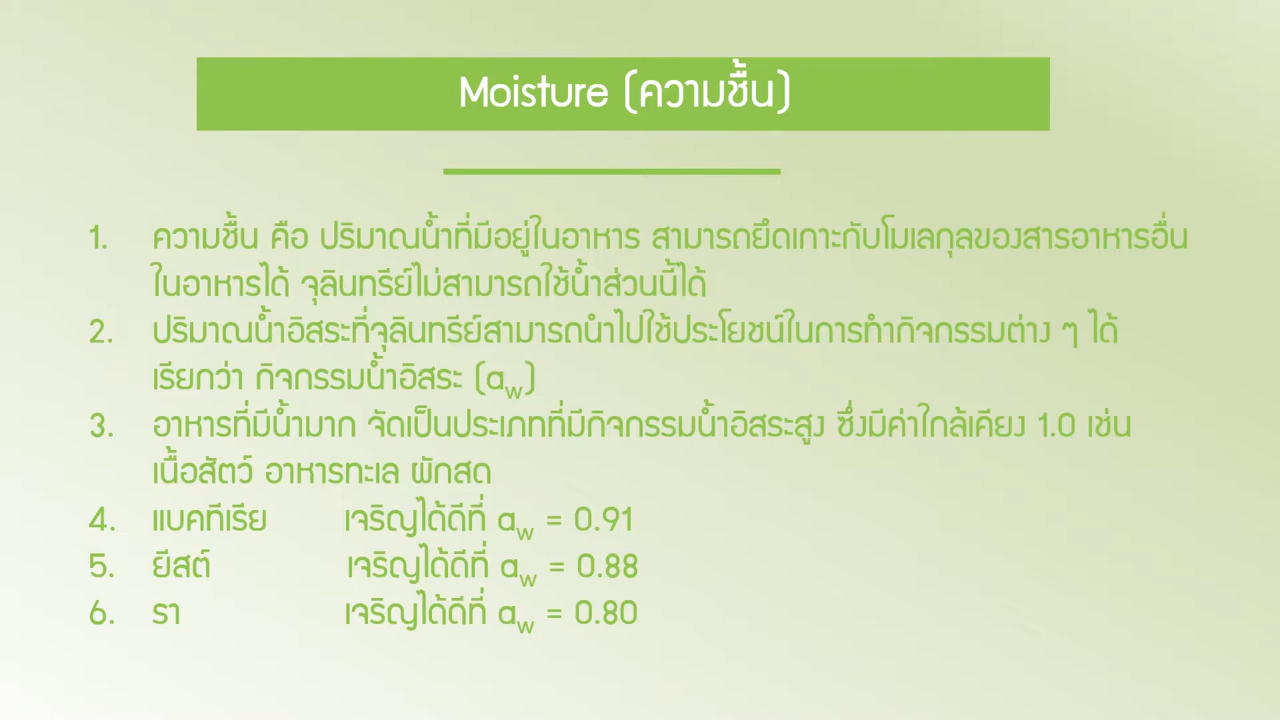 Moisture (ความชื้น)
1. ความชื้น คือ ปริมาณน้ำที่มีอยู่ในอาหาร สามารถยึดเกาะกับโมเลกุลของสารอาหารอื่น
ในอาหารได้ จุลินทรีย์ไม่สามารถใช้น้ำส่วนนี้ได้
2. ปริมาณน้ำอิสระที่จุลินทรีย์สามารถนำไปใช้ประโยชน์ในการทำกิจกรรมต่าง ๆ ได้
เรียกว่า กิจกรรมน้ำอิสระ (aw)
3. อาหารที่มีน้ำมาก จัดเป็นประเภทที่มีกิจกรรมน้ำอิสระสูง ซึ่งมีค่าใกล้เคียง 1.0 เช่น
เนื้อสัตว์ อาหารทะเล ผักสด
4. แบคทีเรีย เจริญได้ดีที่ aw = 0.91
5. ยีสต์ เจริญได้ดีที่ aw = 0.88
6. รา เจริญได้ดีที่ aw = 0.80